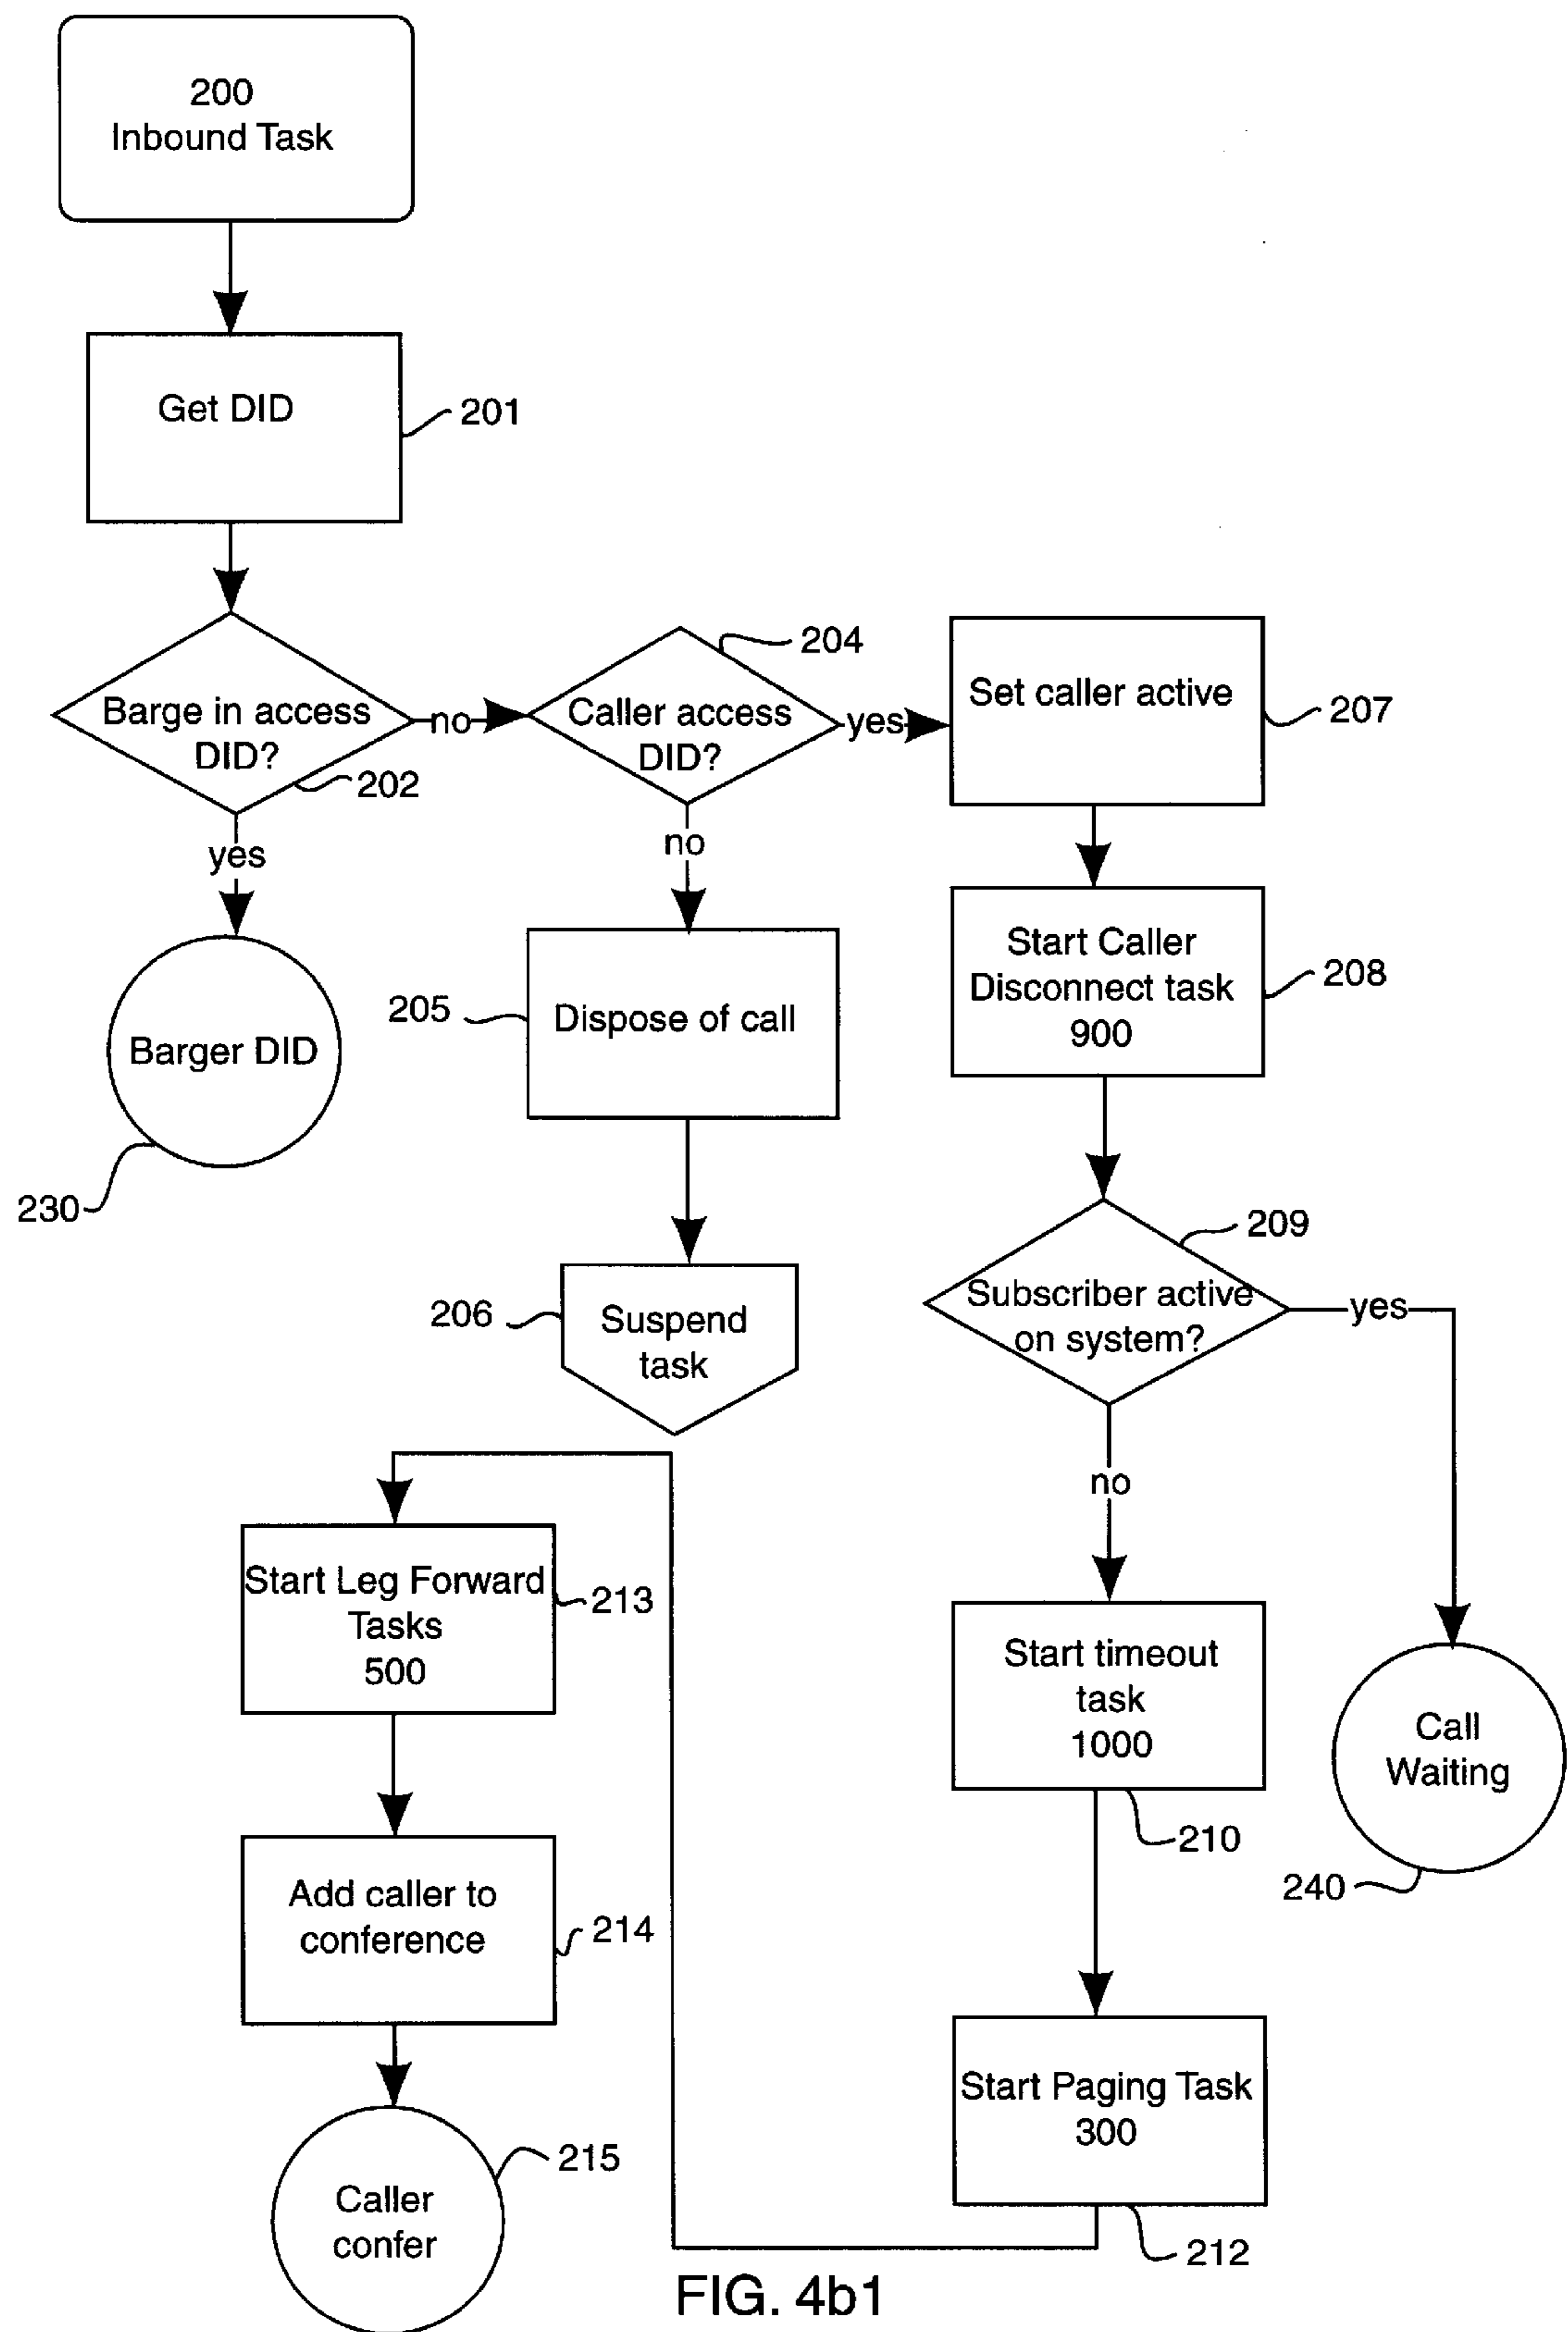 200
Inbound Task
Get DID
201
Barge in access
DID?
202
no
yes
Barger DID
230
204
Caller access
DID?
yes
no
205
Dispose of call
206
Suspend
task
Set caller active
207
Start Caller
Disconnect task
900
208
209
Subscriber active
on system?
yes
no
Start timeout
task
1000
210
Call
Waiting
240
Start Paging Task
300
212
Start Leg Forward
Tasks
500
213
Add caller to
conference
214
Caller
confer
215
FIG. 4b1